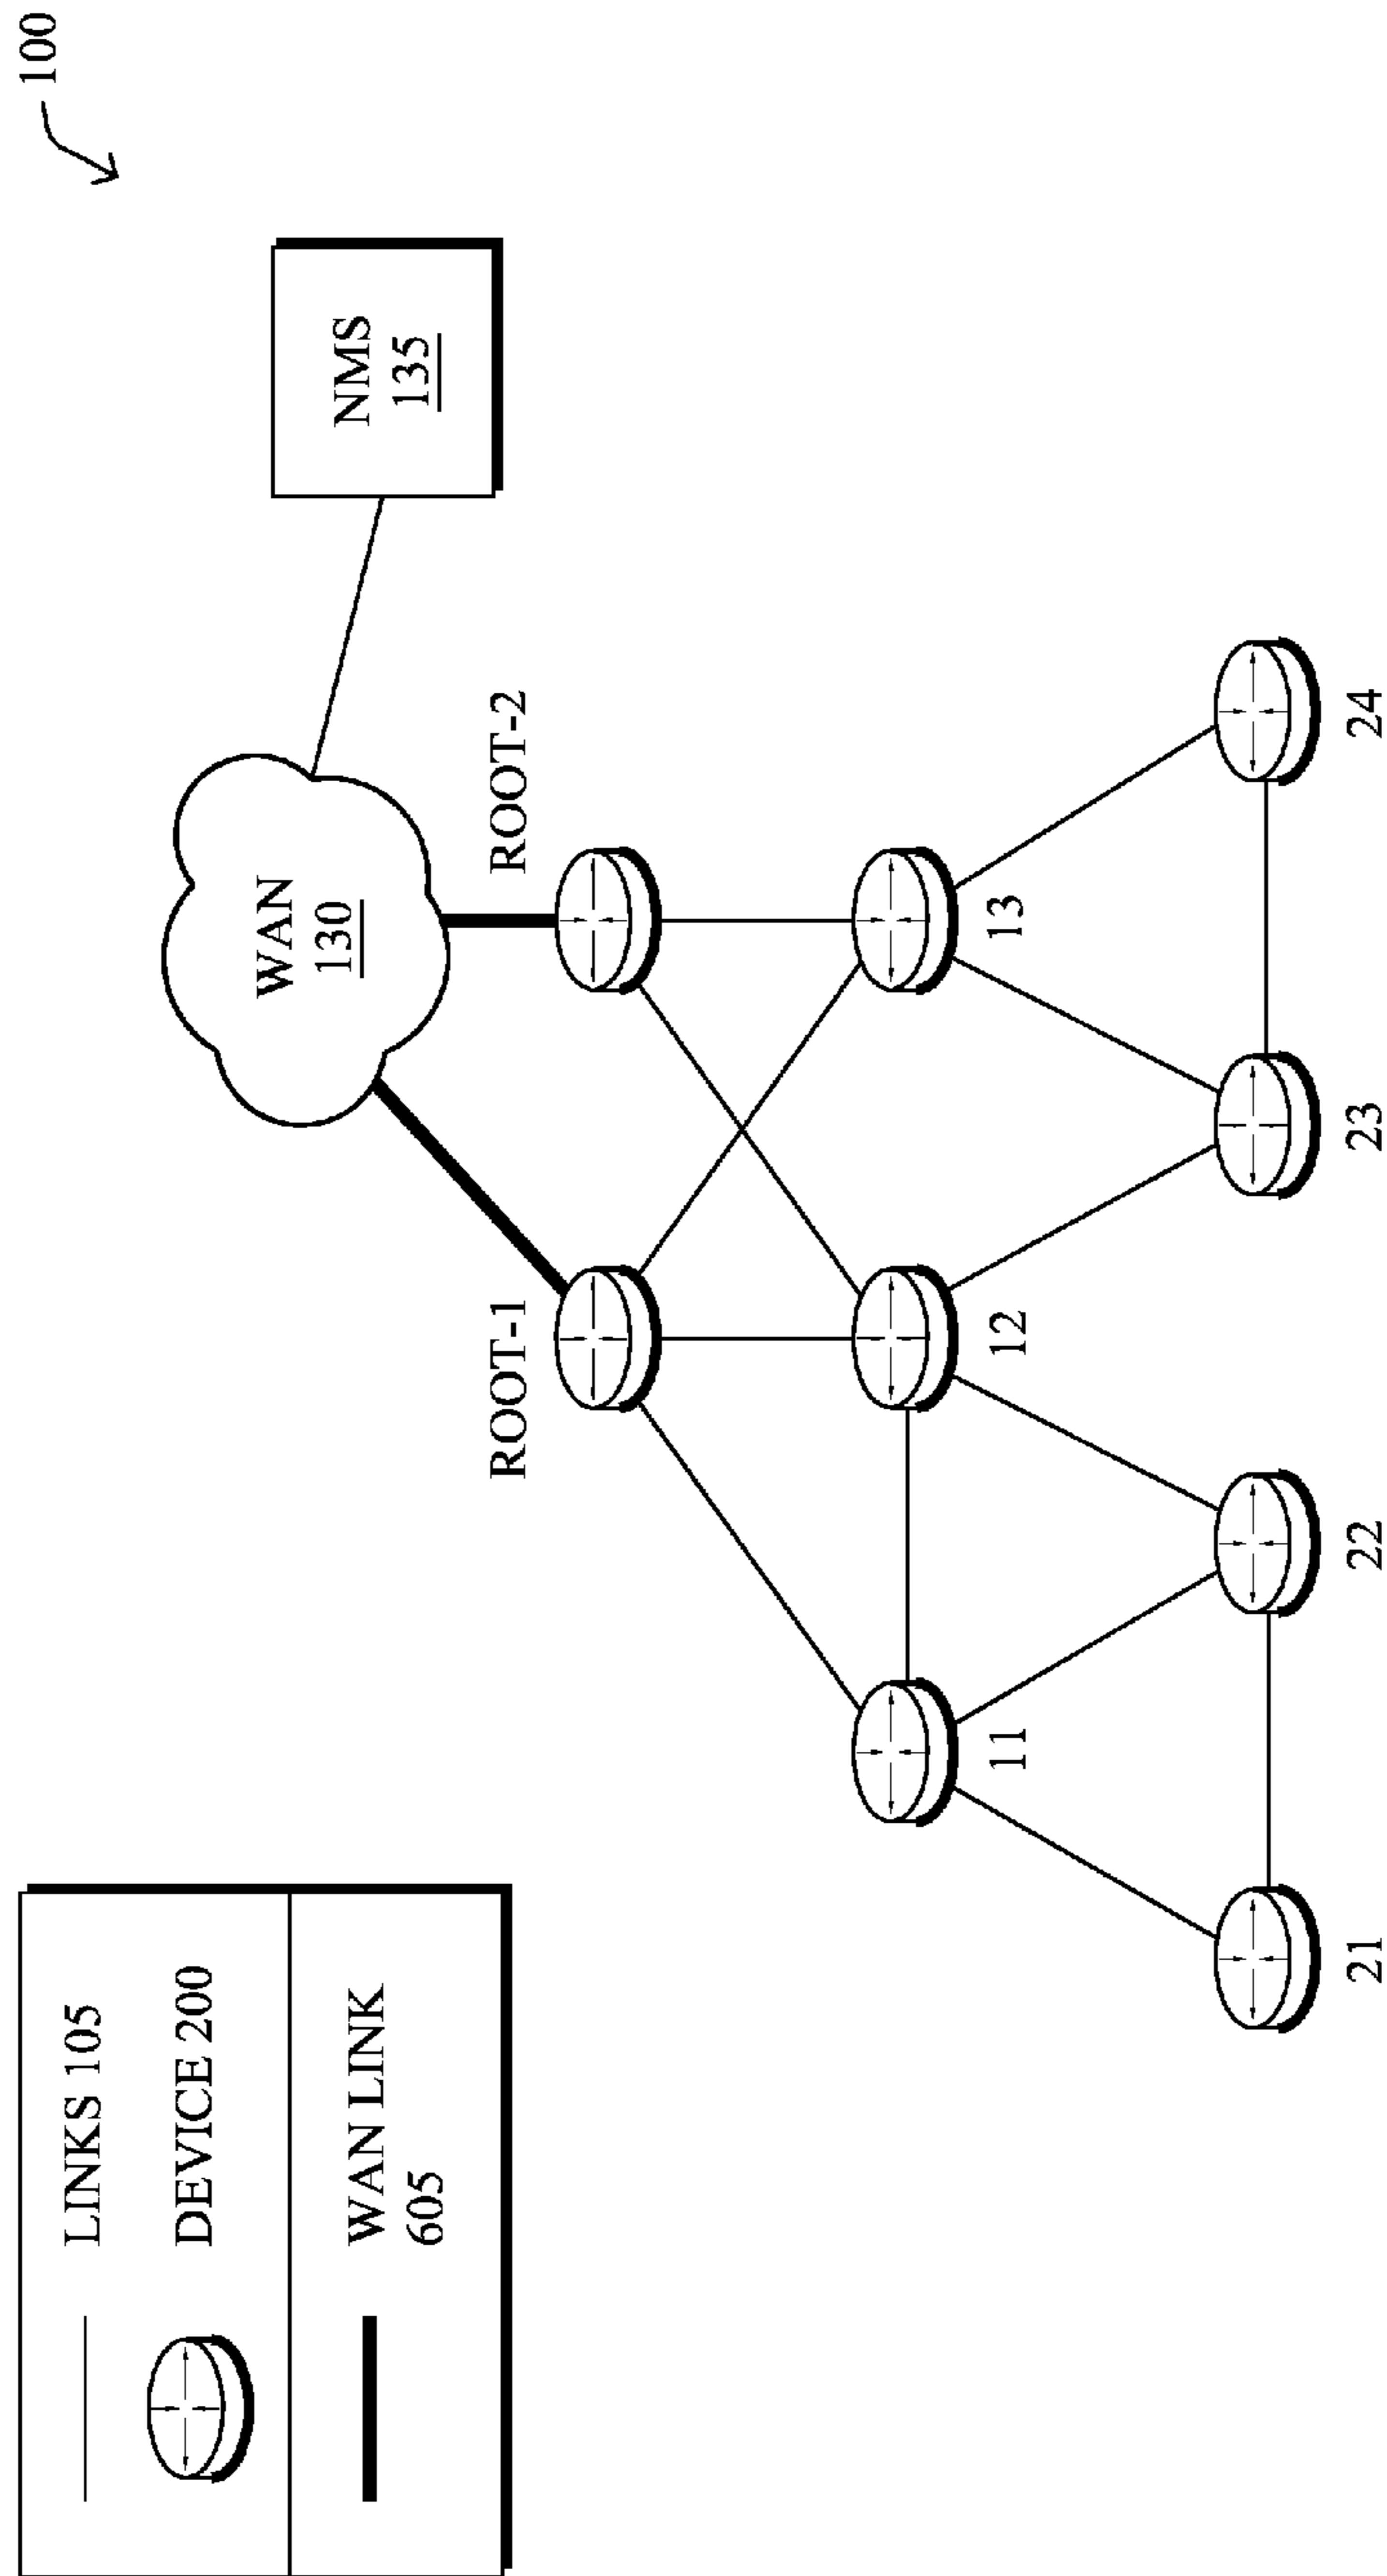 100
LINKS 105
DEVICE 200
WAN LINK
605
WAN
130
NMS
135
ROOT-1
ROOT-2
11
12
13
21
22
23
24